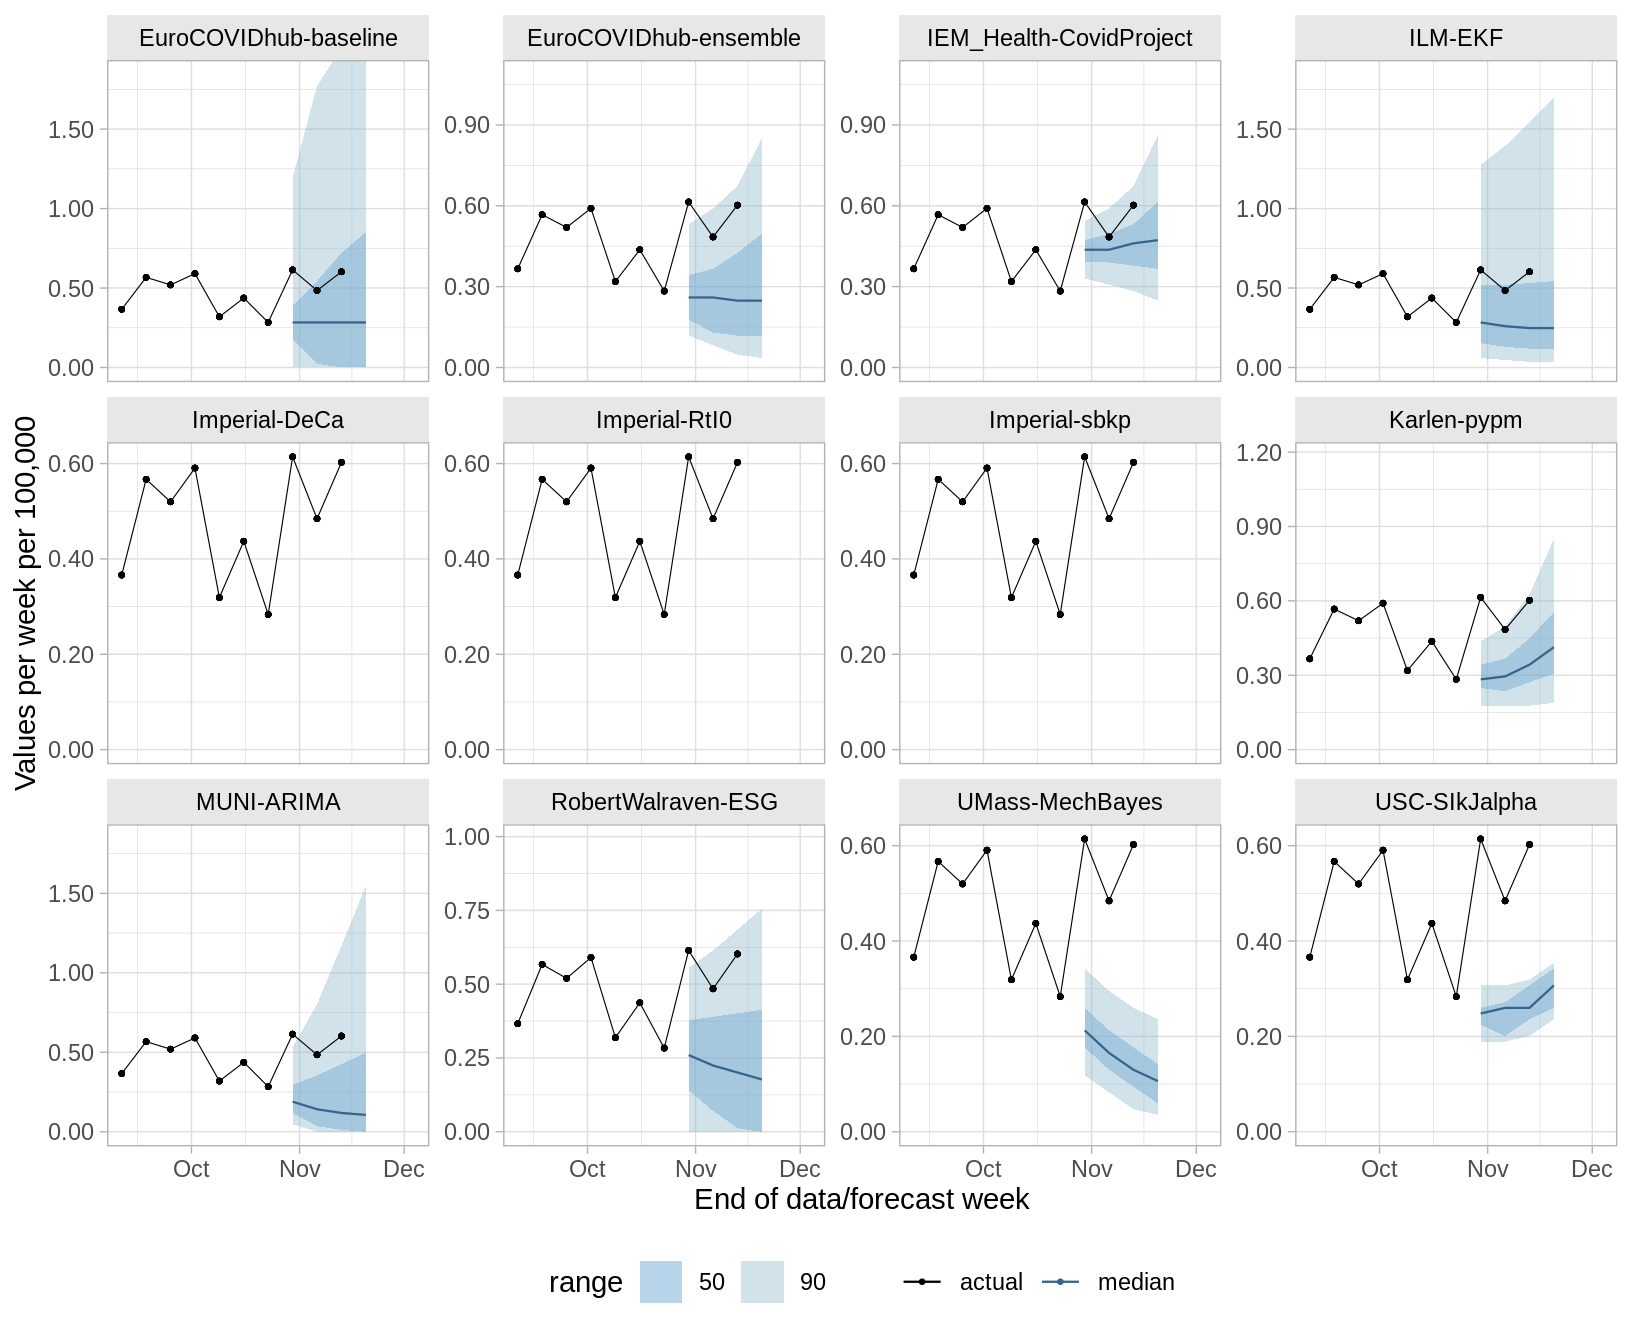 EuroCOVIDhub-baseline EuroCOVIDhub-ensemble IEM_Health-CovidProject ILM-EKF
1.50 0.90 0.90 1.50
1.00 0.60 0.60 1.00
0.50 0.30 0.30 0.50
0.00 0.00 0.00 0.00
Imperial-DeCa Imperial-RtI0 Imperial-sbkp Karlen-pypm
0.60 0.60 0.60 1.20
0.40 0.40 0.40 0.90
0.20 0.20 0.20 0.60
0.00 0.00 0.00 0.30
0.00
Values per week per 100,000
MUNI-ARIMA RobertWalraven-ESG UMass-MechBayes USC-SIkJalpha
1.50 1.00 0.60 0.60
1.00 0.75 0.40 0.40
0.50 0.50 0.20 0.20
0.00 0.25 0.00 0.00
0.00
Oct Nov Dec Oct Nov Dec Oct Nov Dec Oct Nov Dec
End of data/forecast week
range 50 90 actual median